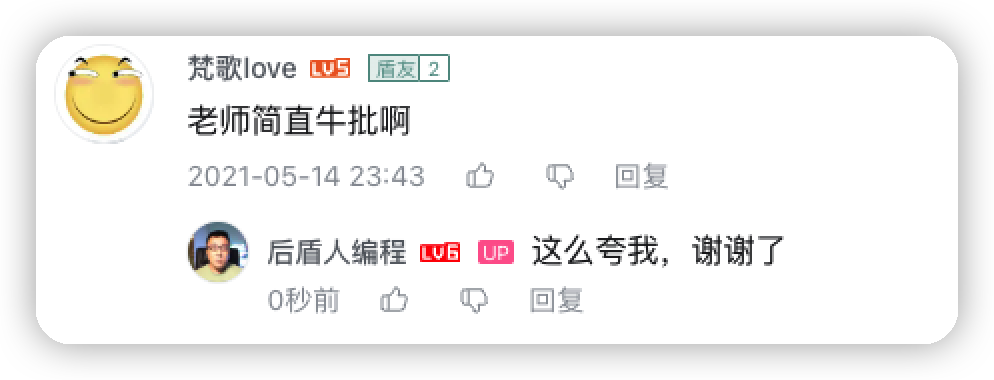 梵歌love LV5 盾友 2
老师简直牛批啊
2021-05-14 23:43 回复
后盾人编程 LV6 UP 这么夸我，谢谢了
0秒前 回复